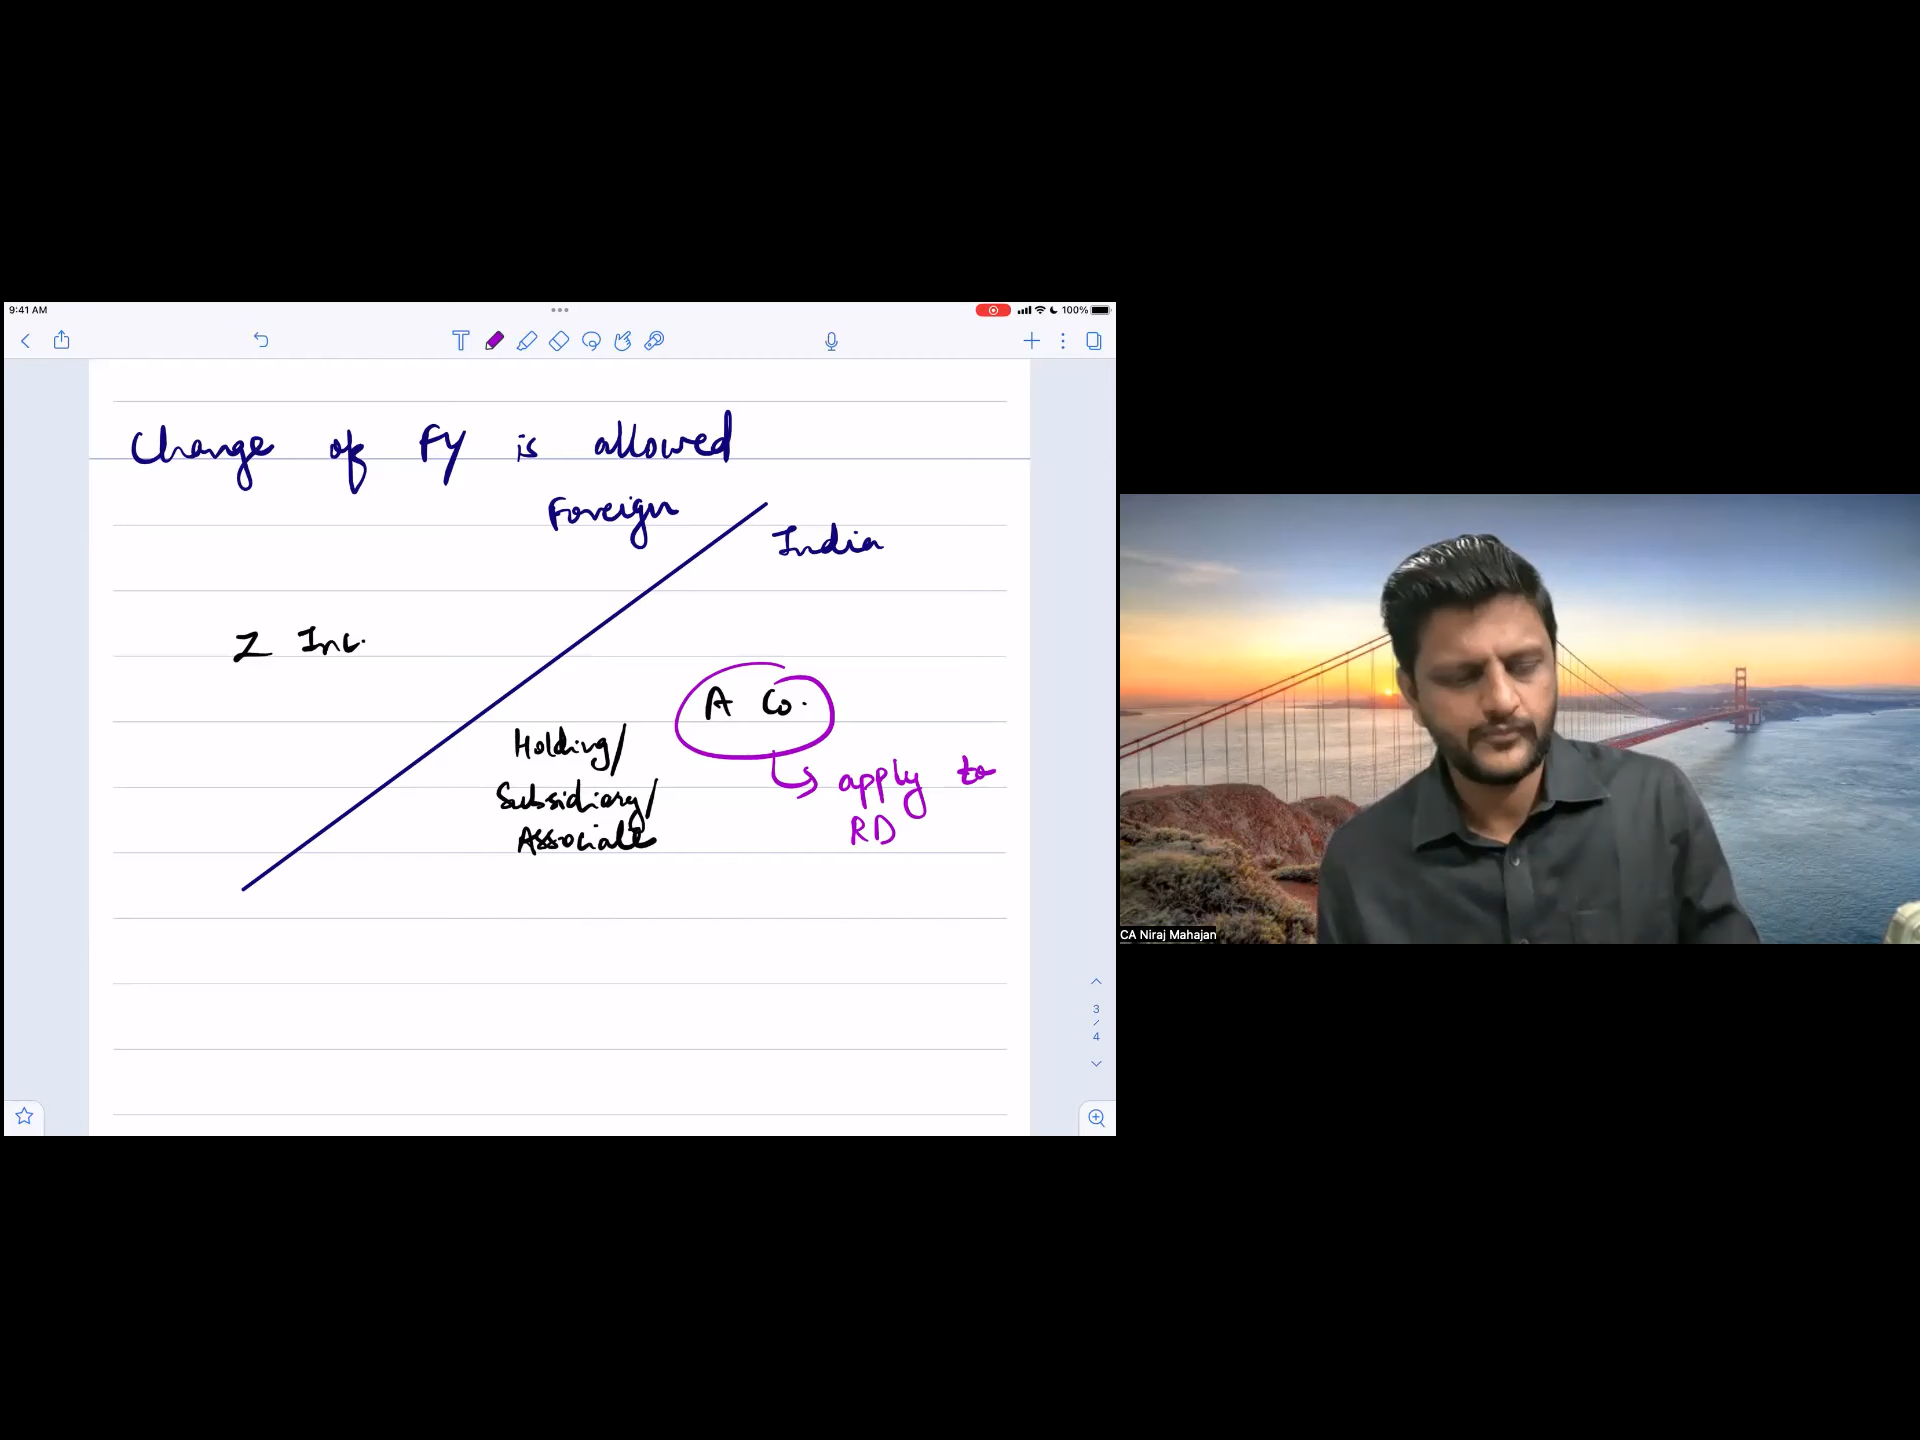 9:41 AM
100%
Change of FY is allowed
Foreign
India
Z Inc.
A Co.
Holding/
Subsidiary/
Associate
apply to
RD
CA Niraj Mahajan
3
/
4